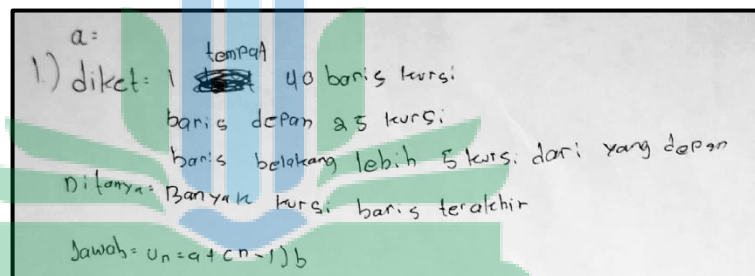 a =
tempat
1.) diket: 1 40 baris kursi
baris depan 25 kursi
baris belakang lebih 5 kursi dari yang depan
Ditanya = Banyak kursi baris terakhir
Jawab = Un = a + (n - 1) b